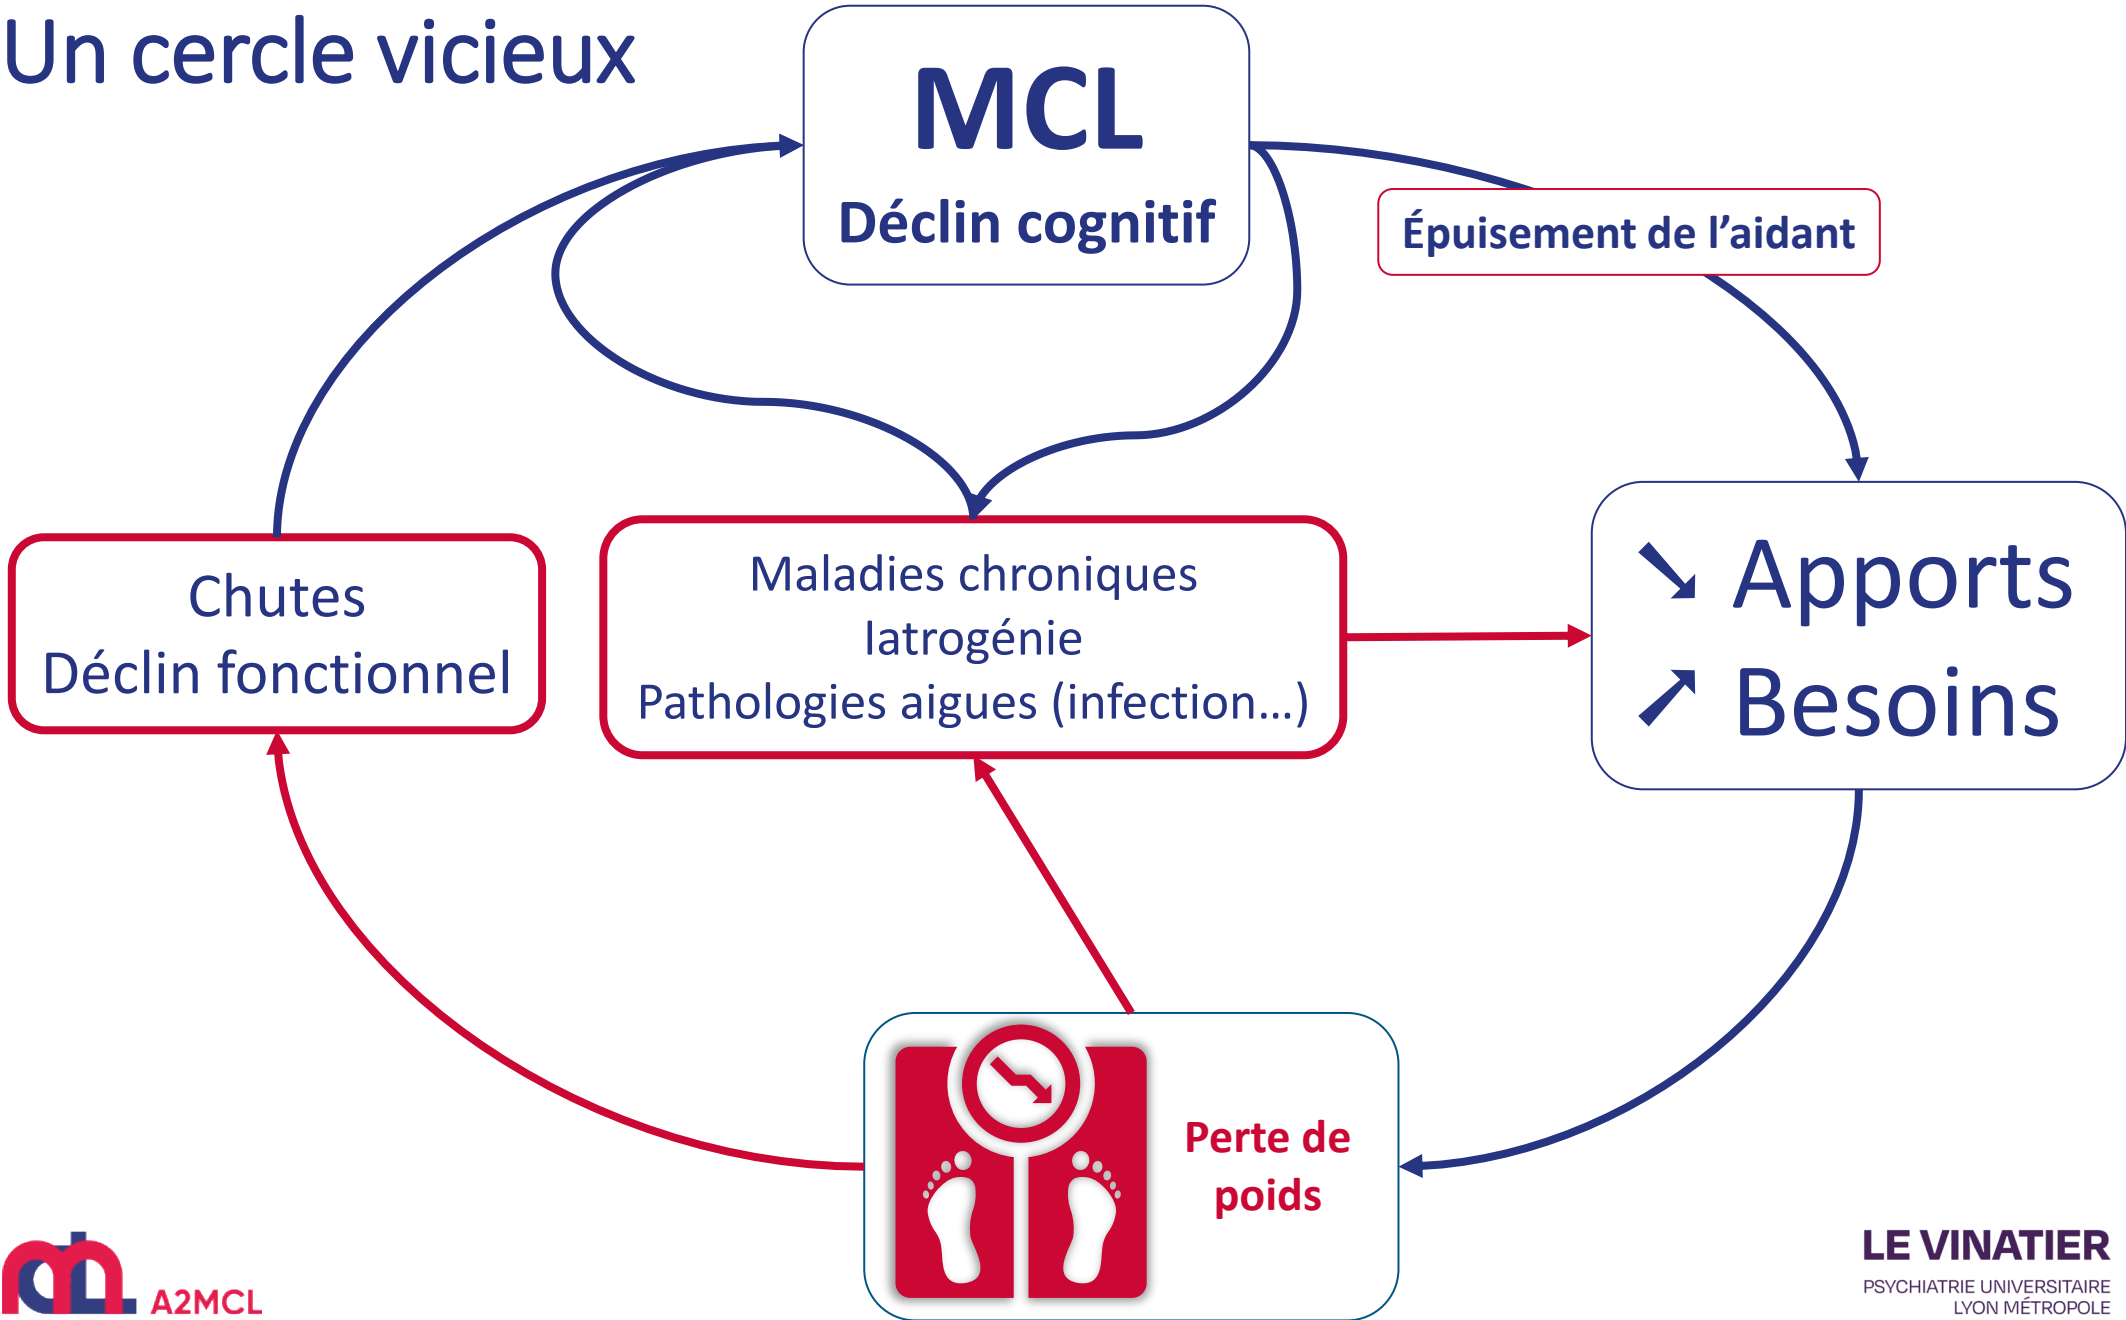 Un cercle vicieux
MCL
Déclin cognitif
Épuisement de l’aidant
Chutes
Déclin fonctionnel
Maladies chroniques
Iatrogénie
Pathologies aigues (infection…)
➘ Apports
➚ Besoins
Perte de
poids
A2MCL
LE VINATIER
PSYCHIATRIE UNIVERSITAIRE
LYON MÉTROPOLE